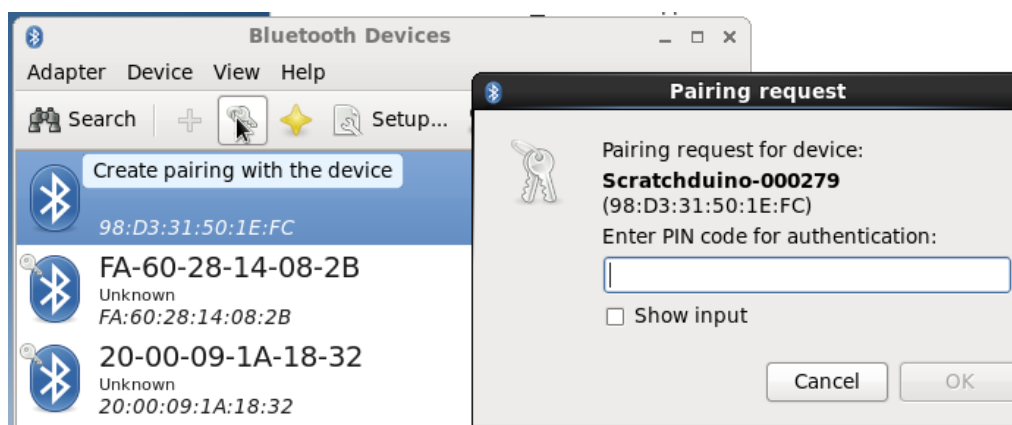 Bluetooth Devices
Adapter Device View Help
Search Setup...
Create pairing with the device
98:D3:31:50:1E:FC
FA-60-28-14-08-2B
Unknown
FA:60:28:14:08:2B
20-00-09-1A-18-32
Unknown
20:00:09:1A:18:32
Pairing request
Pairing request for device:
Scratchduino-000279
(98:D3:31:50:1E:FC)
Enter PIN code for authentication:
Show input
Cancel OK